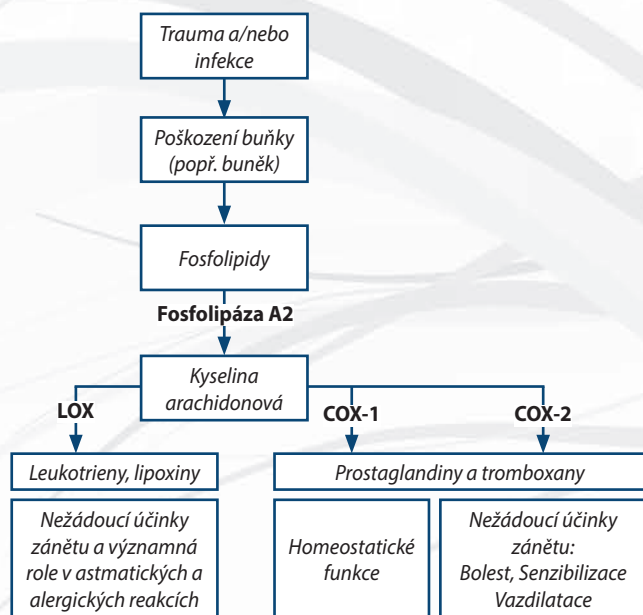 Trauma a/nebo
infekce
Poškození buňky
(popř. buněk)
Fosfolipidy
Fosfolipáza A2
Kyselina
arachidonová
LOX
COX-1
COX-2
Leukotrieny, lipoxiny
Prostaglandiny a tromboxany
Nežádoucí účinky
zánětu a významná
role v astmatických a
alergických reakcích
Homeostatické
funkce
Nežádoucí účinky
zánětu:
Bolest, Senzibilizace
Vazdilatace